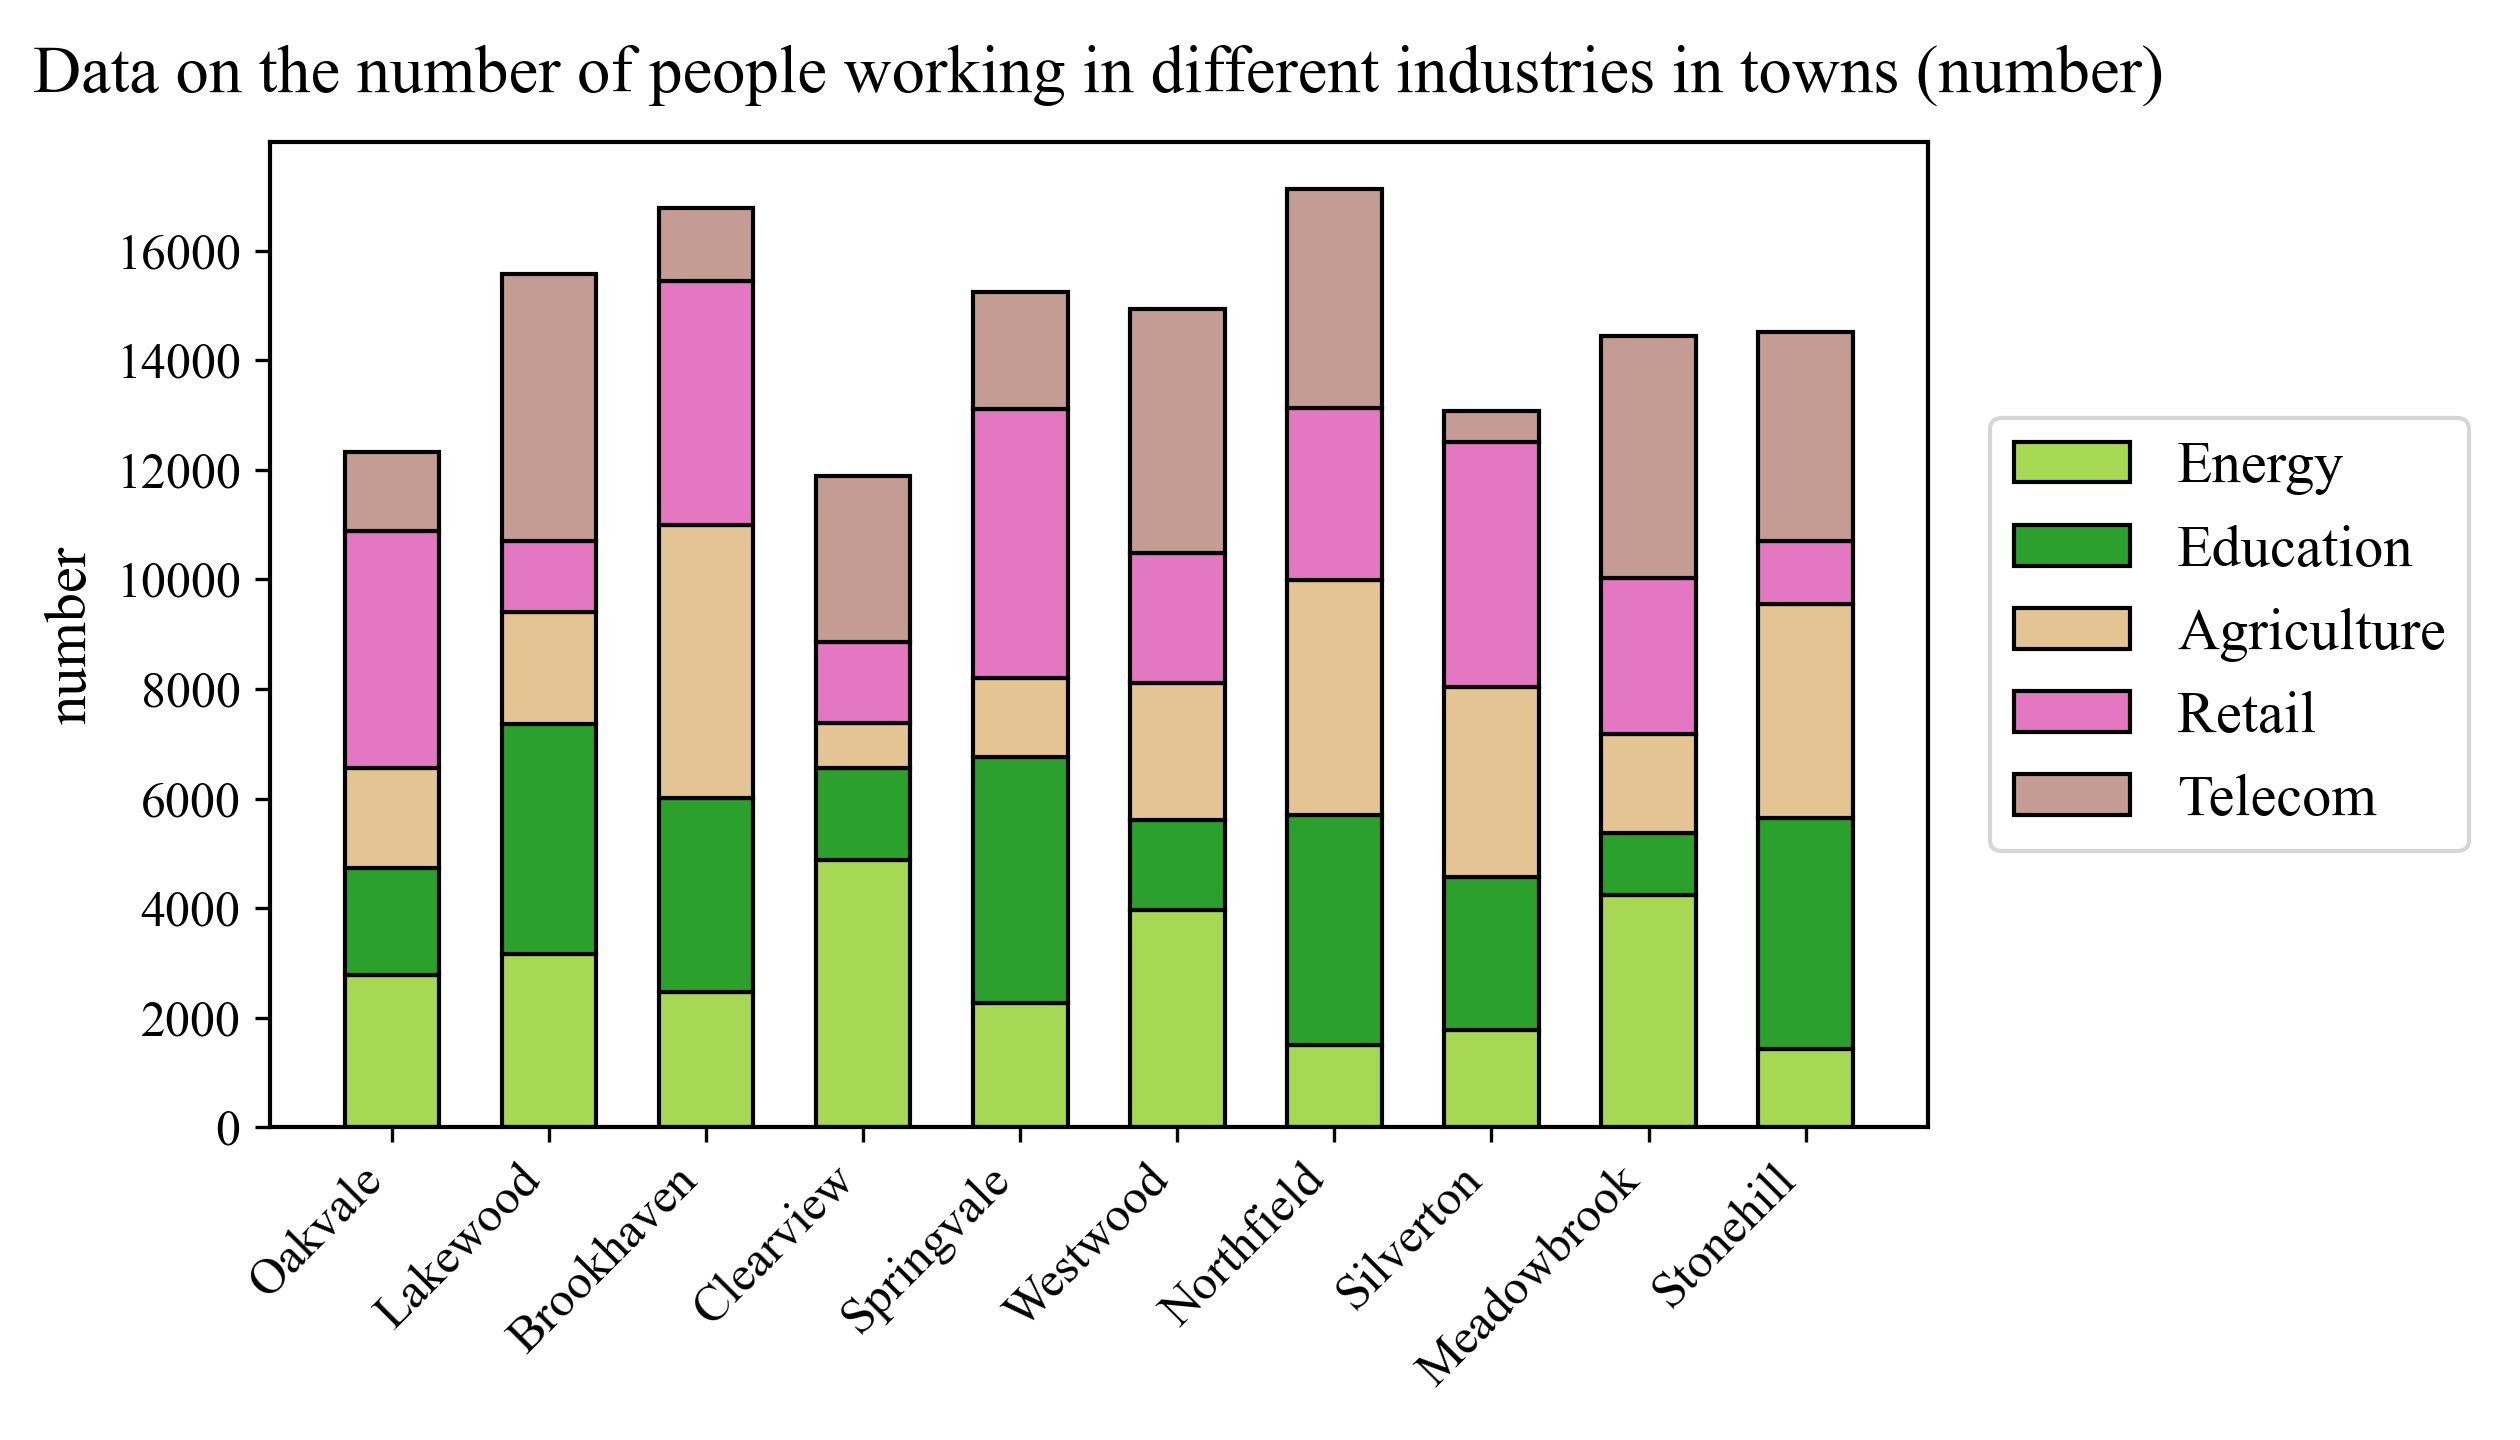 Data on the number of people working in different industries in towns (number)
number
16000
14000
12000
10000
8000
6000
4000
2000
0
Oakvale
Lakewood
Brookhaven
Clearview
Springvale
Westwood
Northfield
Silverton
Meadowbrook
Stonehill
Energy
Education
Agriculture
Retail
Telecom